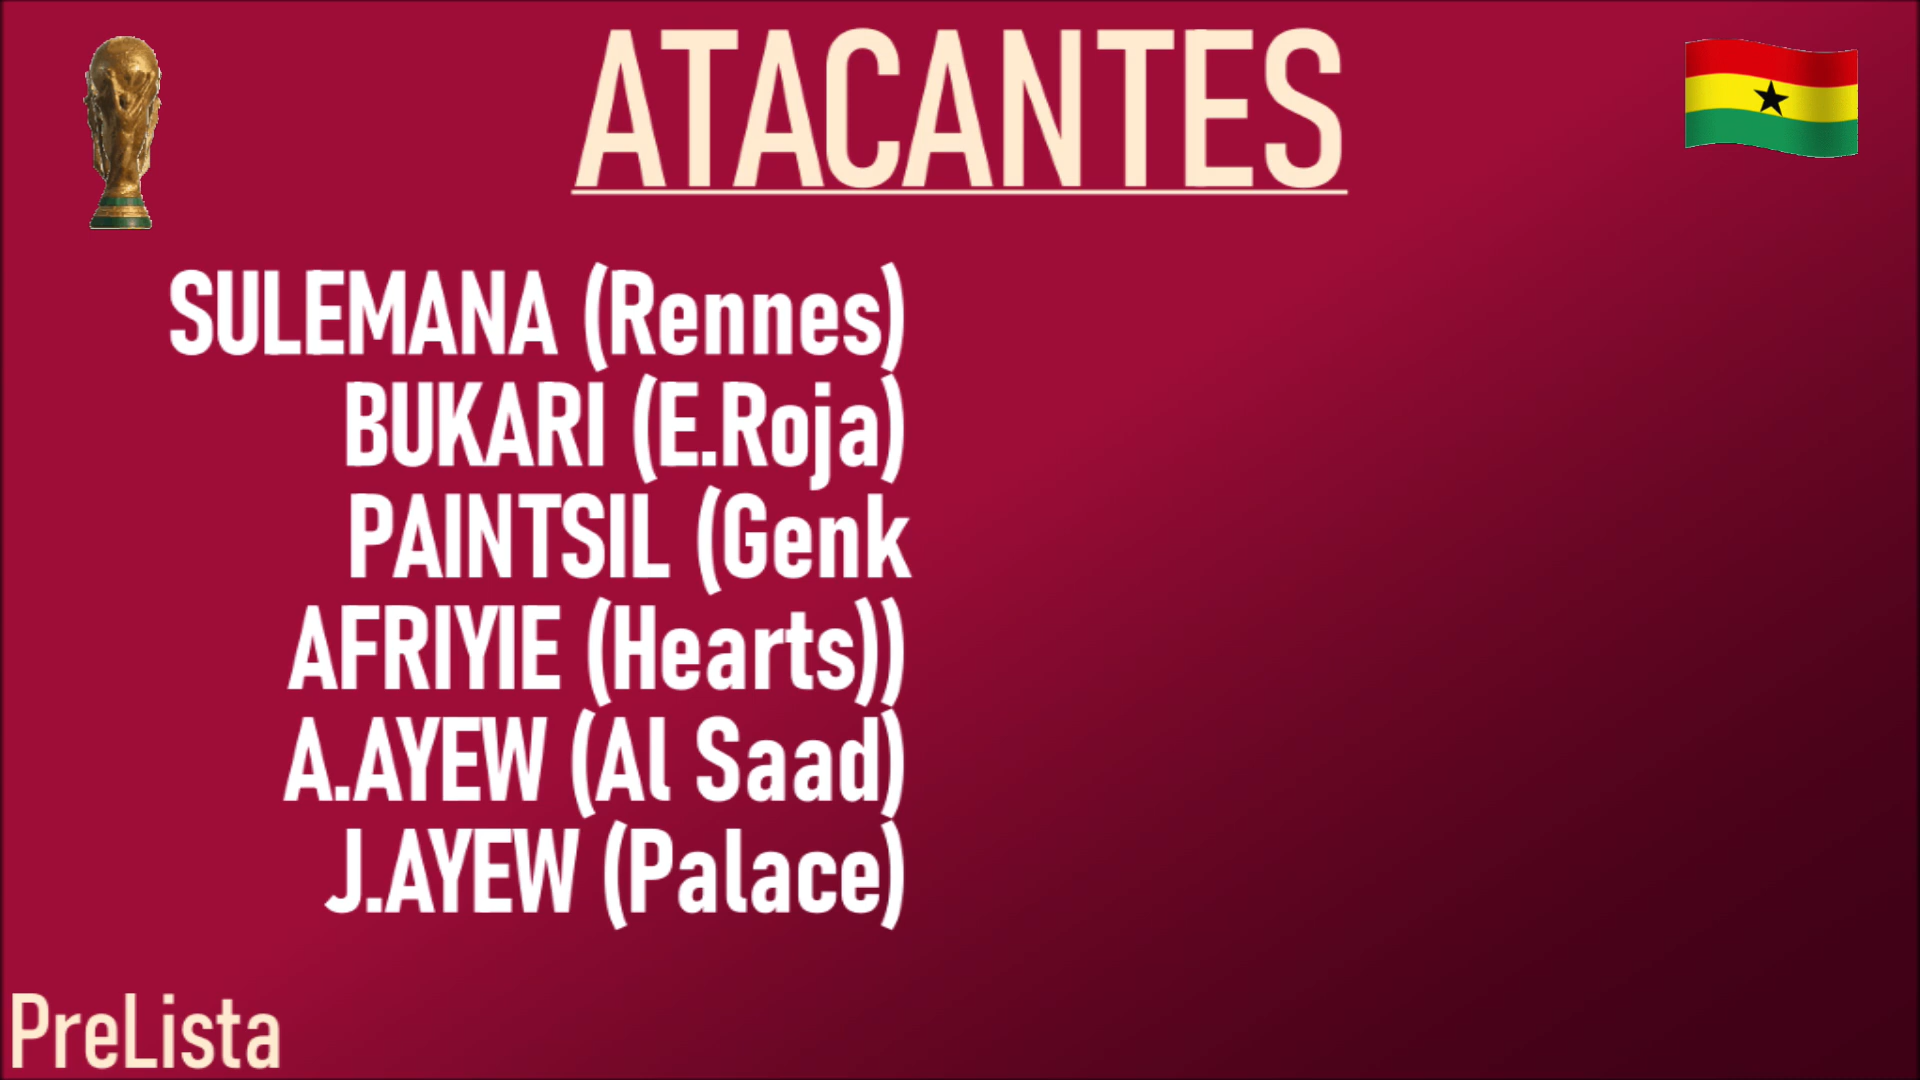 ATACANTES
SULEMANA (Rennes)
BUKARI (E.Roja)
PAINTSIL (Genk
AFRIYIE (Hearts))
A.AYEW (Al Saad)
J.AYEW (Palace)
PreLista